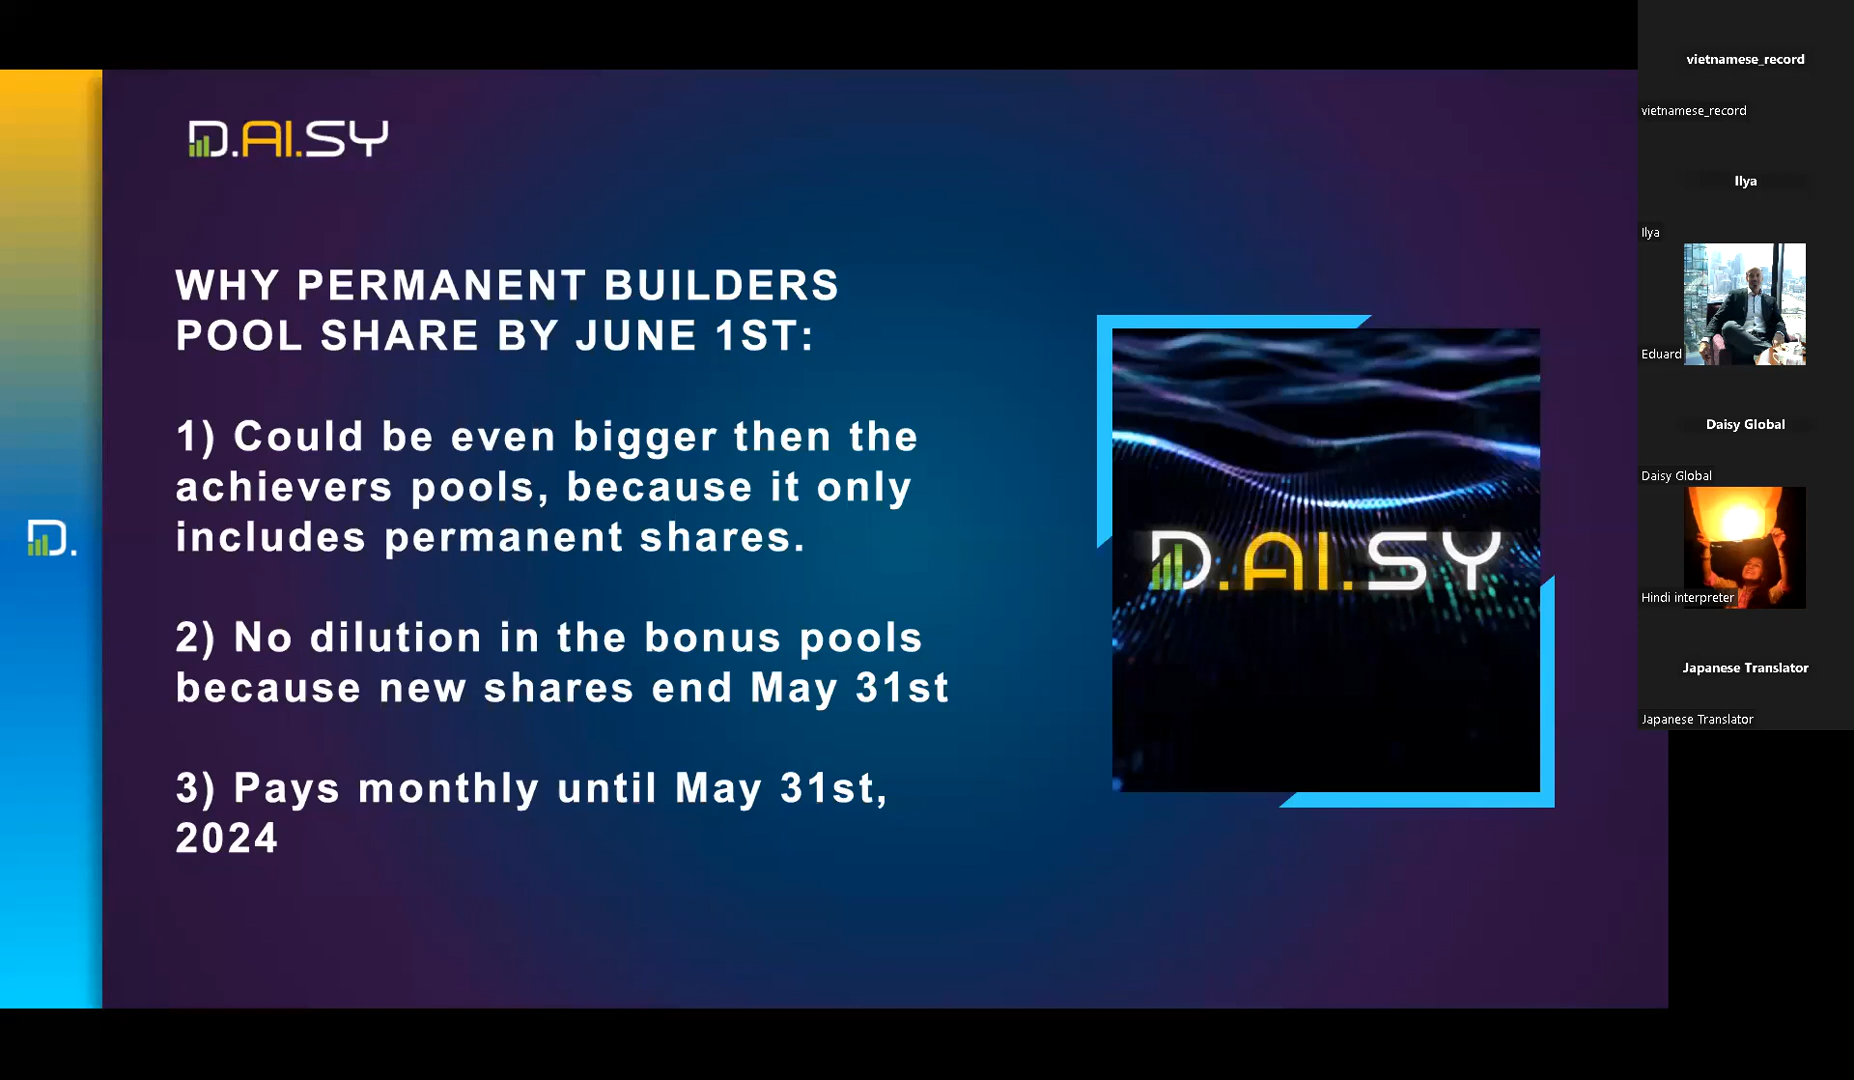 D.AI.SY
WHY PERMANENT BUILDERS
POOL SHARE BY JUNE 1ST:
1) Could be even bigger then the
achievers pools, because it only
includes permanent shares.
2) No dilution in the bonus pools
because new shares end May 31st
3) Pays monthly until May 31st,
2024
D.
D.AI.SY
vietnamese_record
vietnamese_record
Ilya
Ilya
Eduard
Daisy Global
Daisy Global
Hindi interpreter
Japanese Translator
Japanese Translator